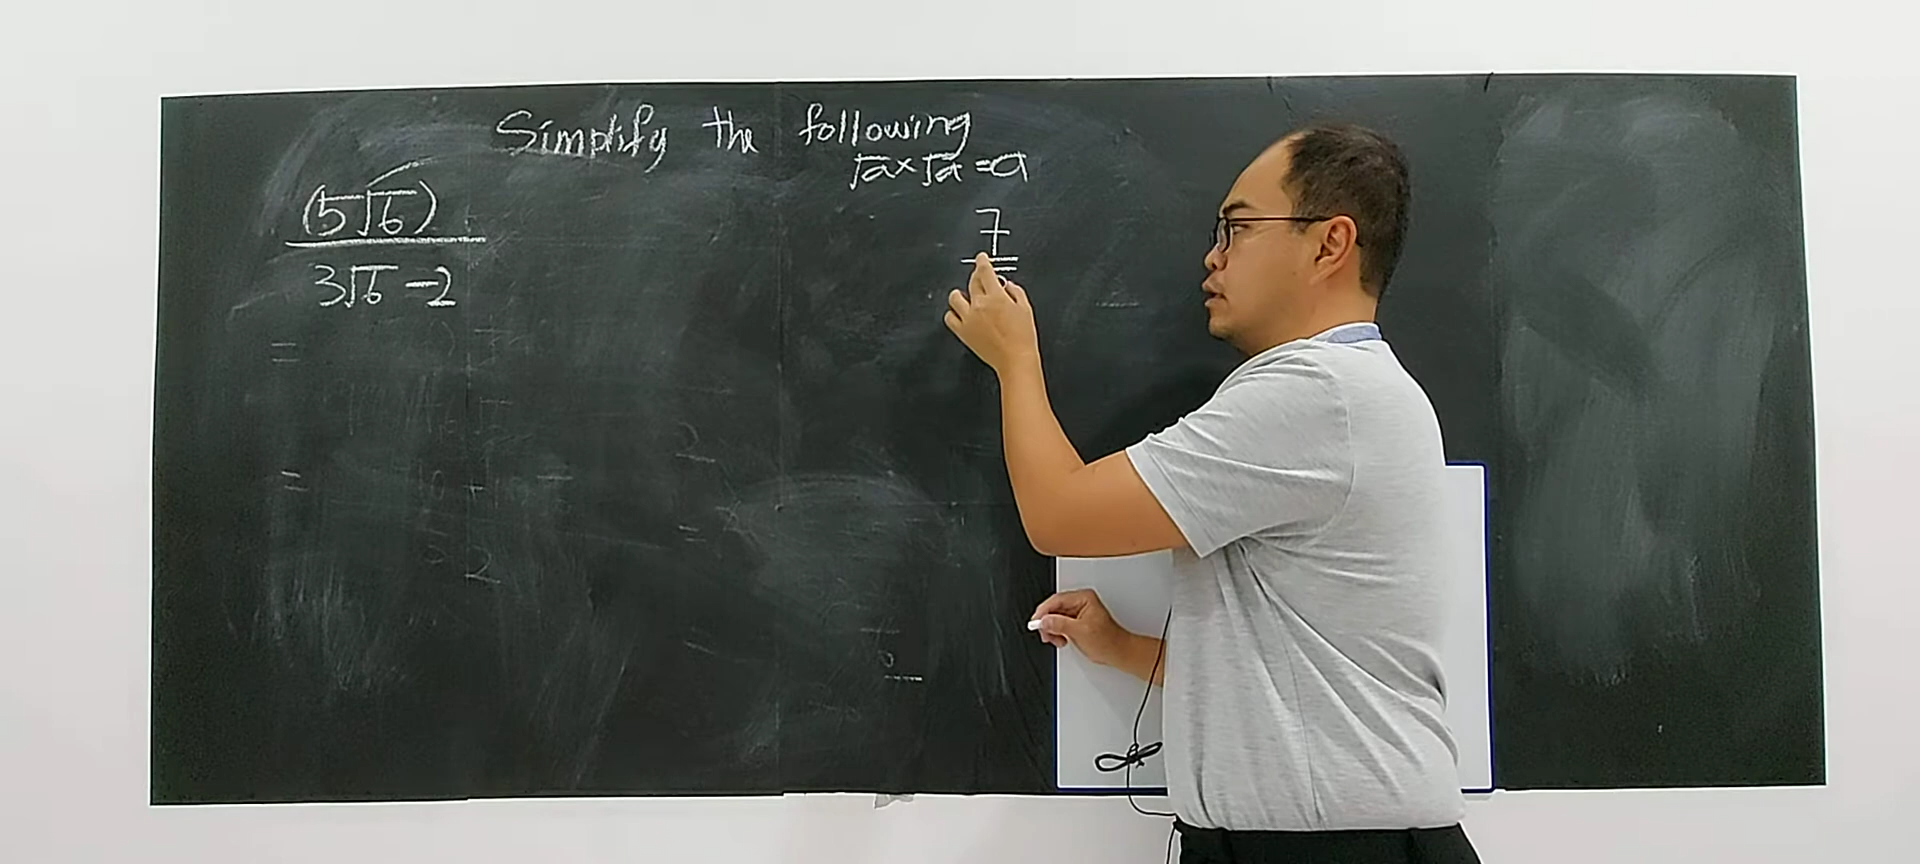 Simplify the following
√a×√a=a
(5√6)
3√6-2
=
=
7